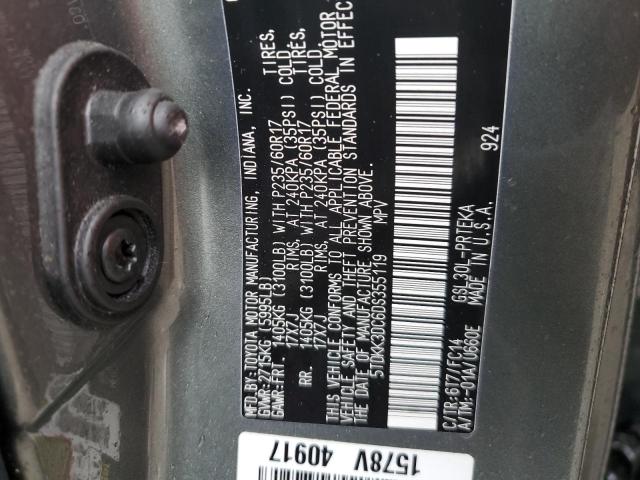 MFD.BY TOYOTA MOTOR MANUFACTURING, INDIANA, INC.
GVWR:2715KG (5995LB)
GAWR:FRT. 1405KG (3100LB) WITH P235/60R17 TIRES,
17X7J RIMS, AT 240KPA (35PSI) COLD
RR. 1405KG (3100LB) WITH P235/60R17 TIRES,
17X7J RIMS, AT 240KPA (35PSI) COLD.
THIS VEHICLE CONFORMS TO ALL APPLICABLE FEDERAL MOTOR
VEHICLE SAFETY AND THEFT PREVENTION STANDARDS IN EFFECT
ON THE DATE OF MANUFACTURE SHOWN ABOVE.
5TDKK3DC6DS355119 MPV
924
C/TR:6T7/FC14 GSL30L-PRTEKA
A/TM:-01A/U660E MADE IN U.S.A.
1578V
40917